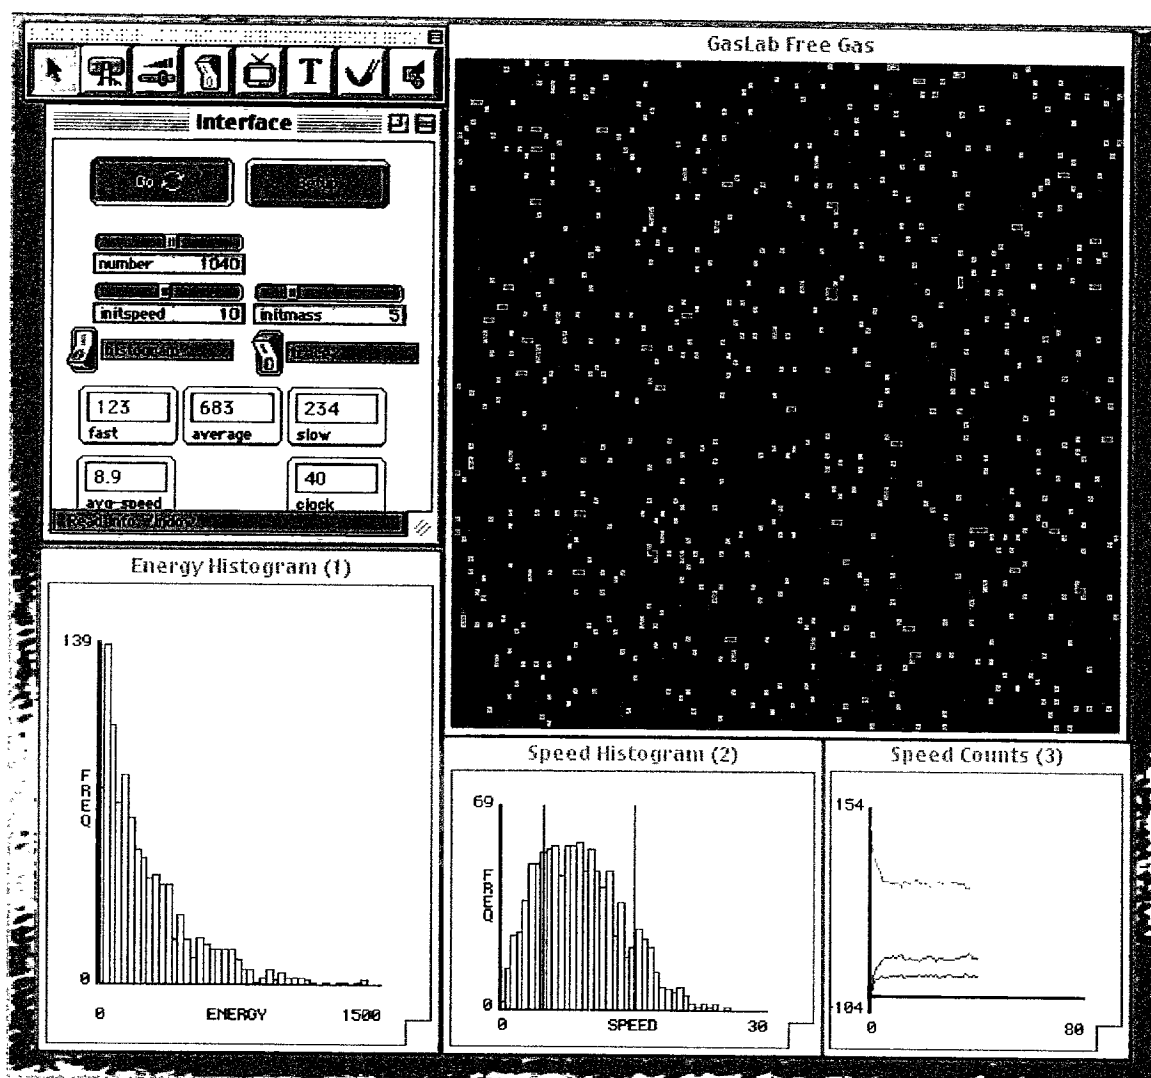 GasLab Free Gas
T
Interface
Go
number 1040
initspeed 10
initmass 5
123
fast
683
average
234
slow
8.9
avg-speed
40
clock
Energy Histogram (1)
139
FREQ
0
0 ENERGY 1500
Speed Histogram (2)
69
FREQ
0
0 SPEED 30
Speed Counts (3)
154
-104
0 80